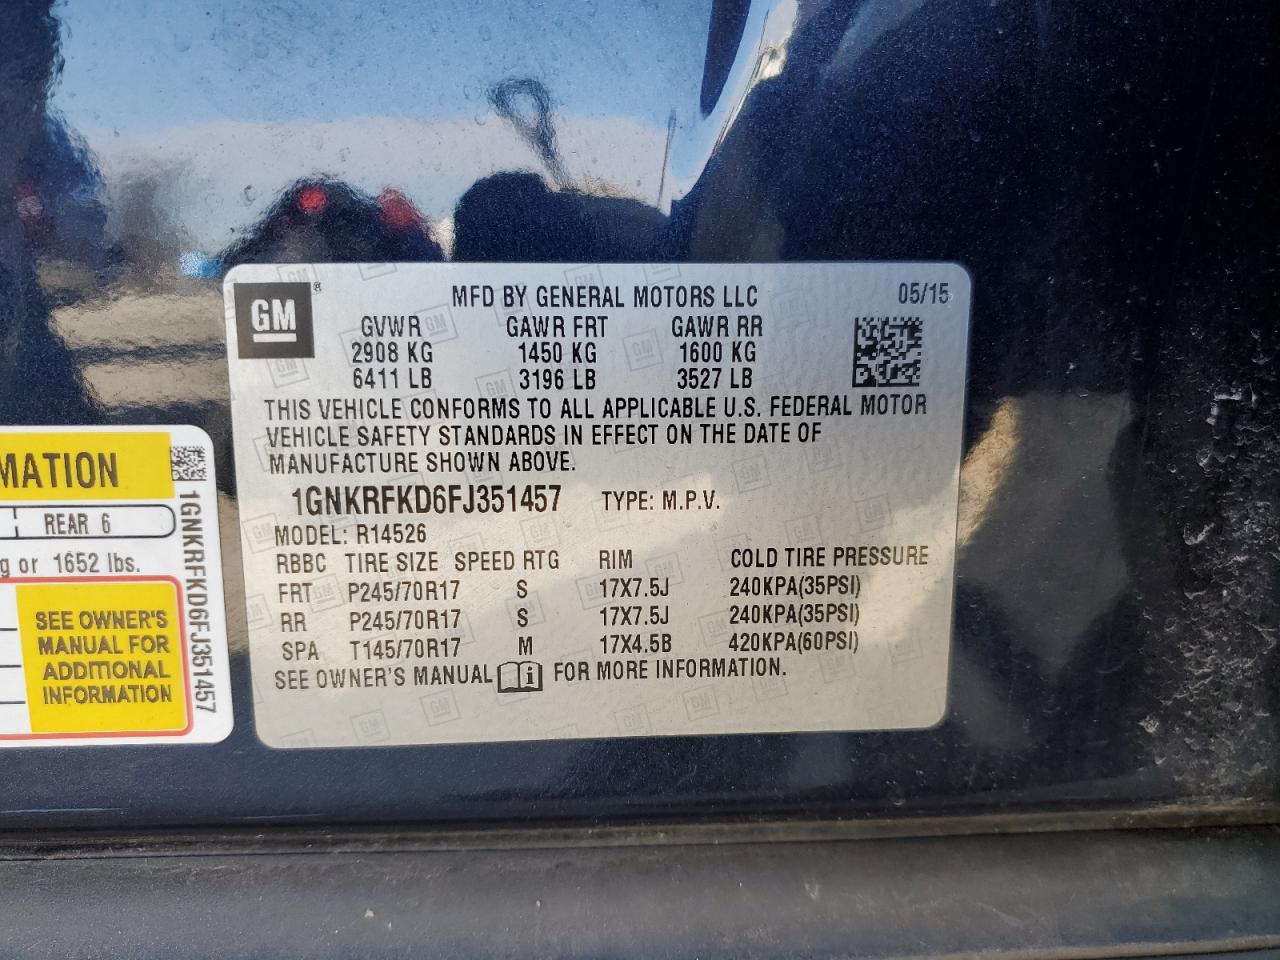 GM
®
MFD BY GENERAL MOTORS LLC
05/15
GVWR GAWR FRT GAWR RR
2908 KG 1450 KG 1600 KG
6411 LB 3196 LB 3527 LB
THIS VEHICLE CONFORMS TO ALL APPLICABLE U.S. FEDERAL MOTOR
VEHICLE SAFETY STANDARDS IN EFFECT ON THE DATE OF
MANUFACTURE SHOWN ABOVE.
1GNKRFKD6FJ351457 TYPE: M.P.V.
MODEL: R14526
RBBC TIRE SIZE SPEED RTG RIM COLD TIRE PRESSURE
FRT P245/70R17 S 17X7.5J 240KPA(35PSI)
RR P245/70R17 S 17X7.5J 240KPA(35PSI)
SPA T145/70R17 M 17X4.5B 420KPA(60PSI)
SEE OWNER'S MANUAL FOR MORE INFORMATION.
MATION
REAR 6
g or 1652 lbs.
SEE OWNER'S
MANUAL FOR
ADDITIONAL
INFORMATION
1GNKRFKD6FJ351457